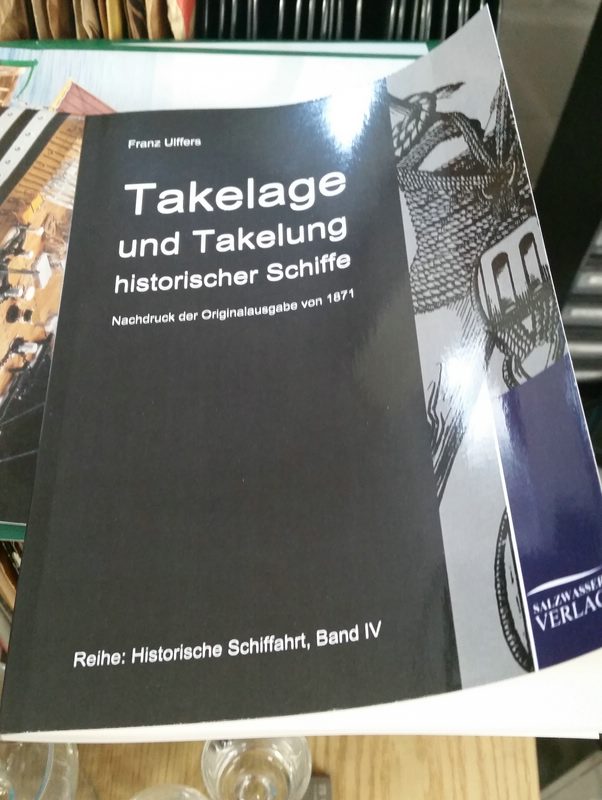 Franz Ulffers
Takelage
und Takelung
historischer Schiffe
Nachdruck der Originalausgabe von 1871
Reihe: Historische Schiffahrt, Band IV
SALZWASSER
VERLAG